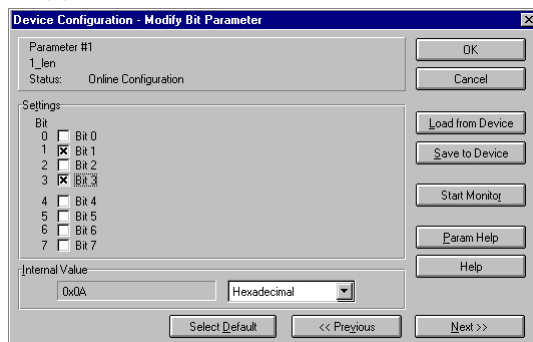 Device Configuration - Modify Bit Parameter
Parameter #1
1_len
Status: Online Configuration
OK
Cancel
Settings
Bit
0 Bit 0
1 Bit 1
2 Bit 2
3 Bit 3
4 Bit 4
5 Bit 5
6 Bit 6
7 Bit 7
Load from Device
Save to Device
Start Monitor
Param Help
Help
Internal Value
0x0A Hexadecimal
Select Default << Previous Next >>